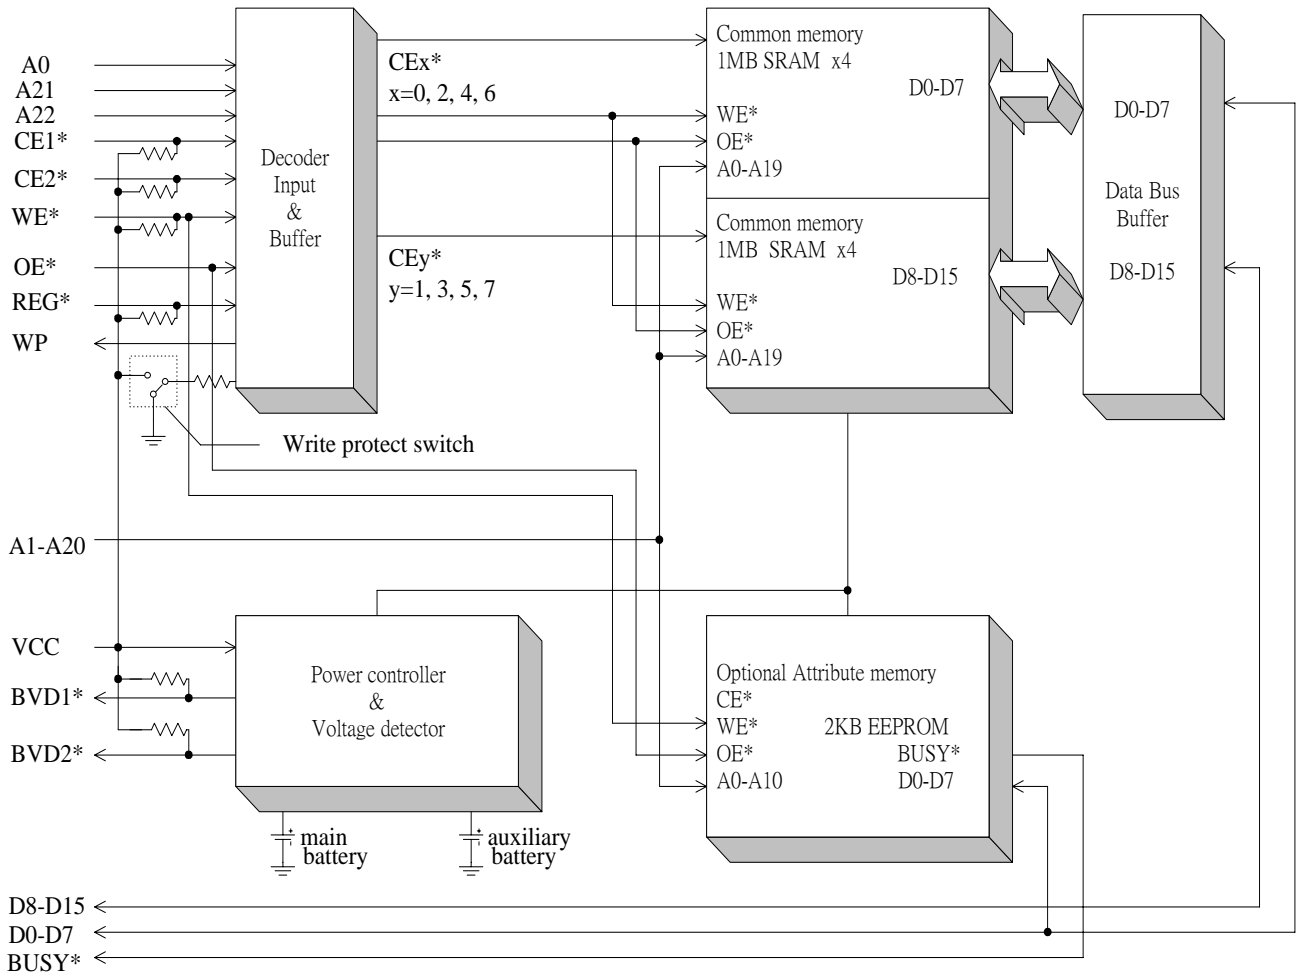 A0
A21
A22
CE1*
CE2*
WE*
OE*
REG*
WP
Decoder
Input
&
Buffer
CEx*
x=0, 2, 4, 6
CEy*
y=1, 3, 5, 7
Common memory
1MB SRAM x4
D0-D7
WE*
OE*
A0-A19
Common memory
1MB SRAM x4
D8-D15
WE*
OE*
A0-A19
D0-D7
Data Bus
Buffer
D8-D15
Write protect switch
A1-A20
VCC
BVD1*
BVD2*
Power controller
&
Voltage detector
main
battery
auxiliary
battery
Optional Attribute memory
CE*
WE* 2KB EEPROM
OE* BUSY*
A0-A10 D0-D7
D8-D15
D0-D7
BUSY*